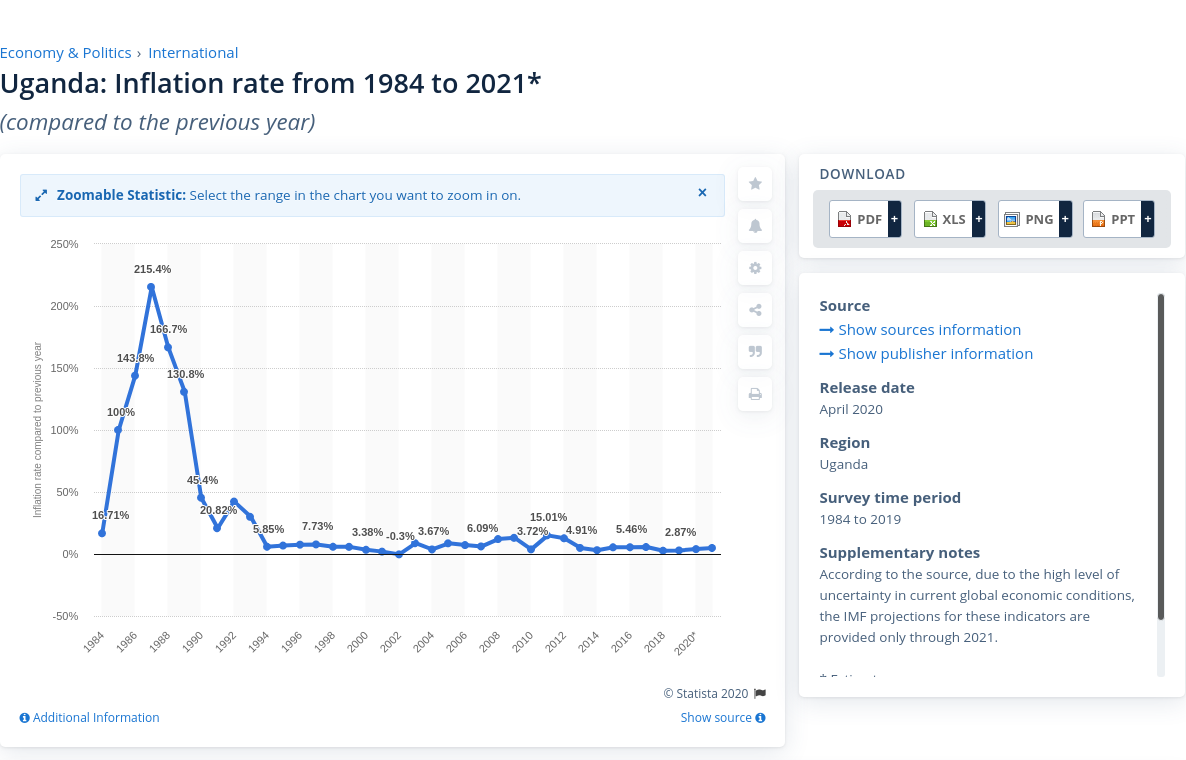 Economy & Politics › International
Uganda: Inflation rate from 1984 to 2021*
(compared to the previous year)
Zoomable Statistic: Select the range in the chart you want to zoom in on.
×
250%
200%
150%
100%
50%
0%
-50%
Inflation rate compared to previous year
16.71%
100%
143.8%
215.4%
166.7%
130.8%
45.4%
20.82%
5.85%
7.73%
3.38%
-0.3%
3.67%
6.09%
3.72%
15.01%
4.91%
5.46%
2.87%
1984
1986
1988
1990
1992
1994
1996
1998
2000
2002
2004
2006
2008
2010
2012
2014
2016
2018
2020*
© Statista 2020
Additional Information
Show source
DOWNLOAD
PDF + XLS + PNG + PPT +
Source
Show sources information
Show publisher information
Release date
April 2020
Region
Uganda
Survey time period
1984 to 2019
Supplementary notes
According to the source, due to the high level of
uncertainty in current global economic conditions,
the IMF projections for these indicators are
provided only through 2021.